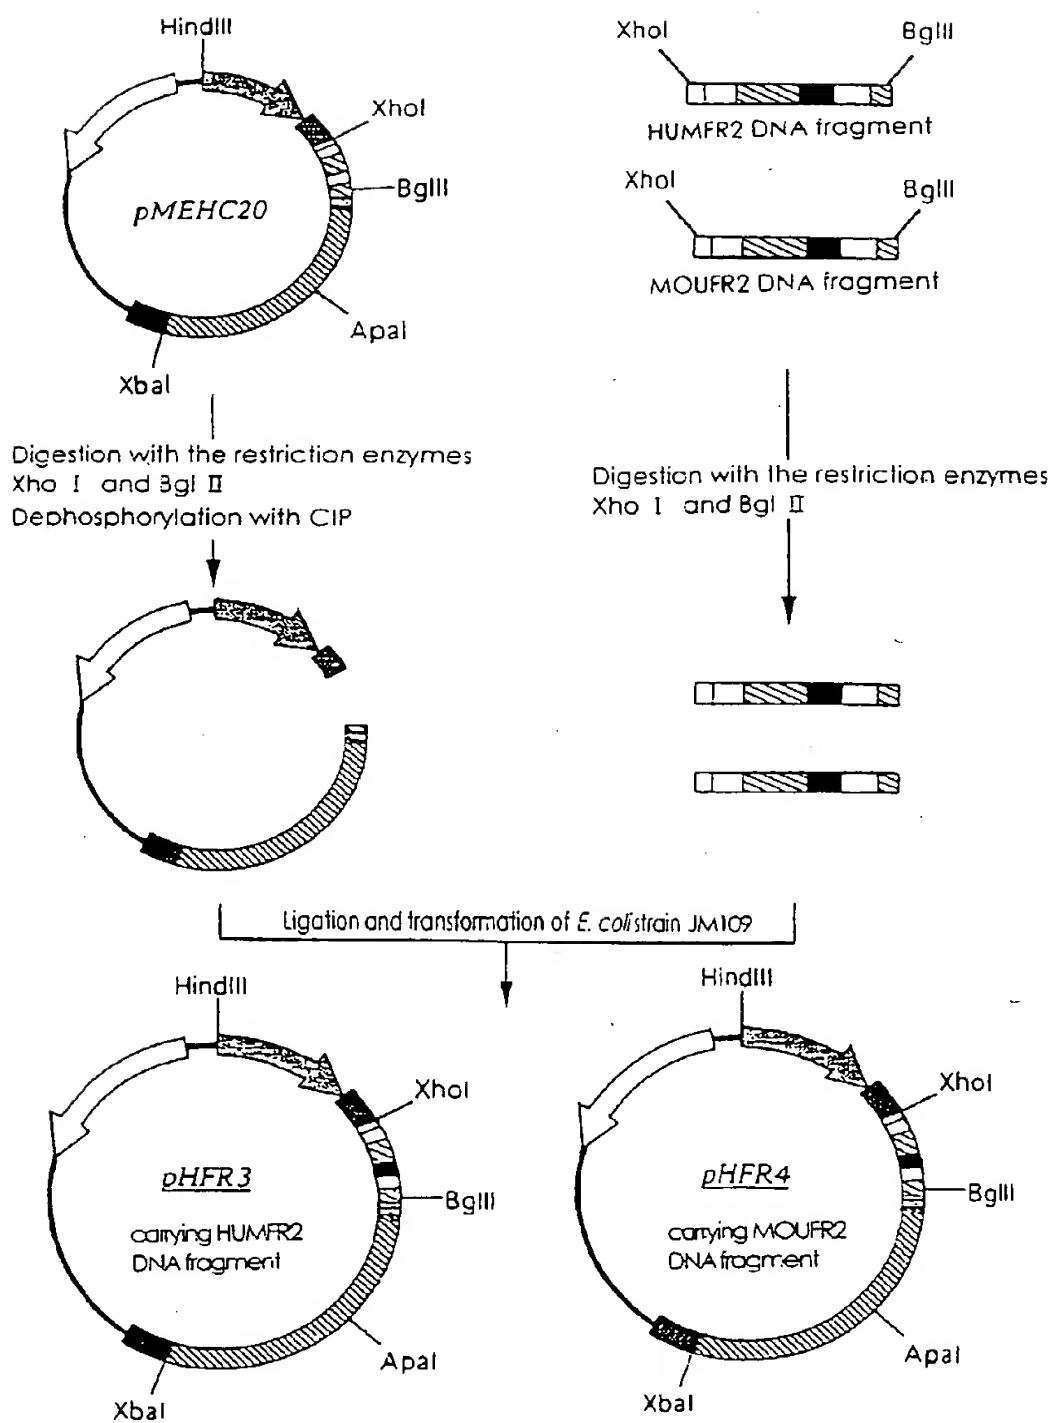 HindIII
XhoI
BglII
pMEHC20
ApaI
XbaI
XhoI
BglII
HUMFR2 DNA fragment
XhoI
BglII
MOUFR2 DNA fragment
Digestion with the restriction enzymes
Xho I and Bgl II
Dephosphorylation with CIP
Digestion with the restriction enzymes
Xho I and Bgl II
Ligation and transformation of E. coli strain JM109
HindIII
XhoI
pHFR3
BglII
carrying HUMFR2
DNA fragment
ApaI
XbaI
HindIII
XhoI
pHFR4
BglII
carrying MOUFR2
DNA fragment
ApaI
XbaI